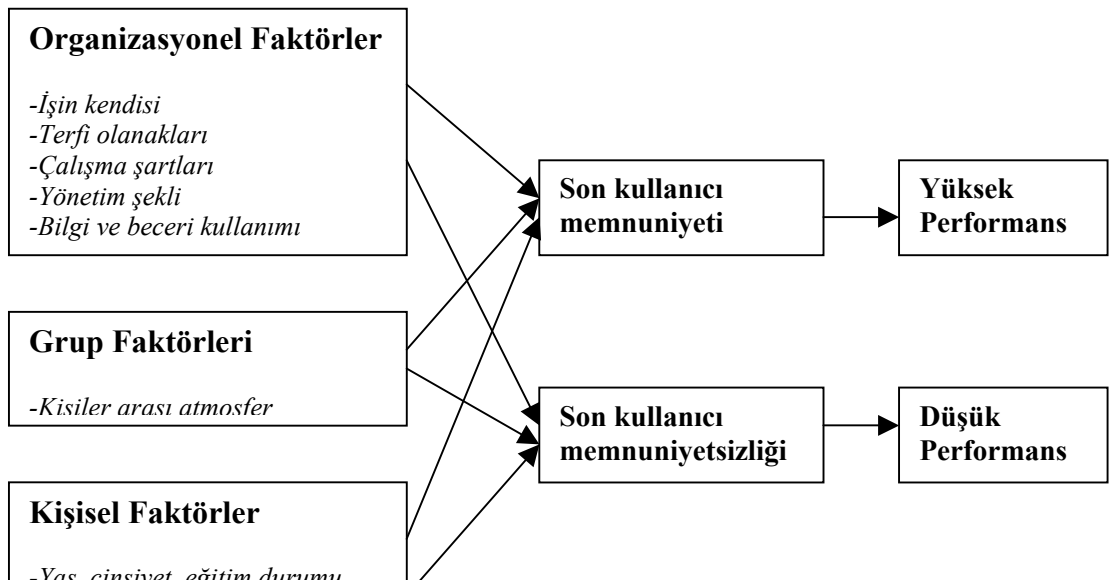 Organizasyonel Faktörler
-İşin kendisi
-Terfi olanakları
-Çalışma şartları
-Yönetim şekli
-Bilgi ve beceri kullanımı
Grup Faktörleri
-Kişiler arası atmosfer
Kişisel Faktörler
-Yaş, cinsiyet, eğitim durumu
Son kullanıcı
memnuniyeti
Son kullanıcı
memnuniyetsizliği
Yüksek
Performans
Düşük
Performans